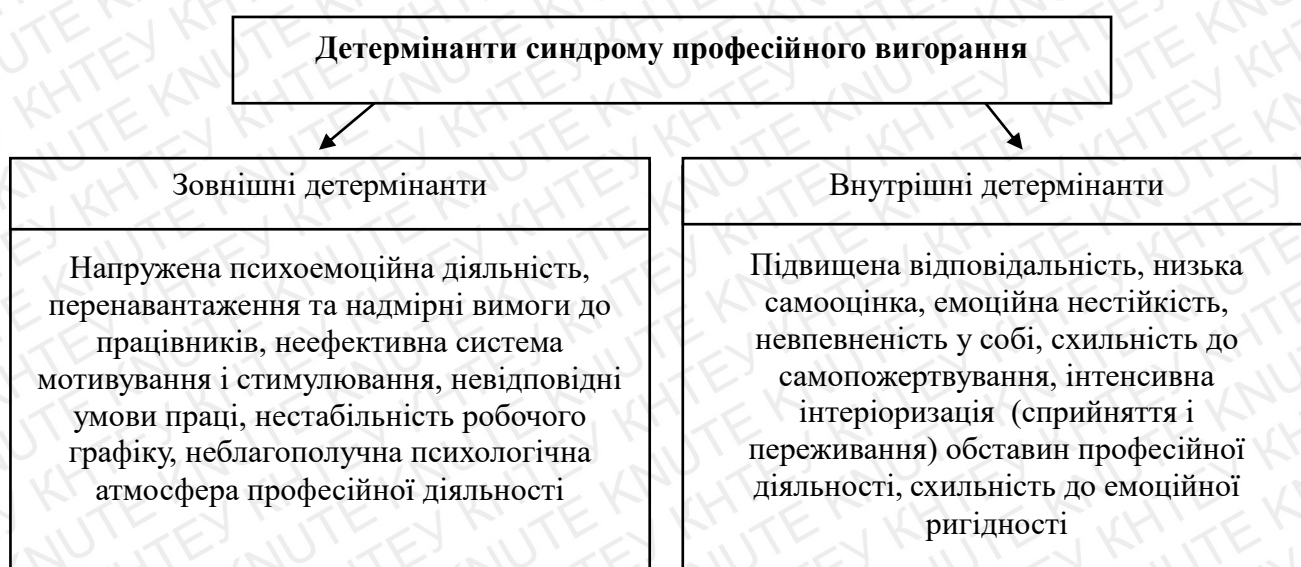 Детермінанти синдрому професійного вигорання
Зовнішні детермінанти
Напружена психоемоційна діяльність,
перенавантаження та надмірні вимоги до
працівників, неефективна система
мотивування і стимулювання, невідповідні
умови праці, нестабільність робочого
графіку, неблагополучна психологічна
атмосфера професійної діяльності
Внутрішні детермінанти
Підвищена відповідальність, низька
самооцінка, емоційна нестійкість,
невпевненість у собі, схильність до
самопожертвування, інтенсивна
інтеріоризація (сприйняття і
переживання) обставин професійної
діяльності, схильність до емоційної
ригідності